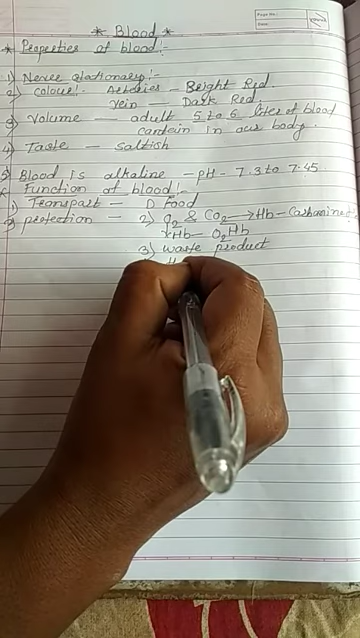 * Blood *
* Properties of blood :-
1) Never stationary :-
2) colour :- Arteries - Bright Red.
vein - Dark Red.
3) Volume - adult 5 to 6 liter of blood
contain in our body.
4) Taste - saltish
5) Blood is alkaline - pH - 7.3 to 7.45
* Function of blood :-
1) Transport - 1) Food
2) protection - 2) O2 & CO2 → Hb - Carbamino
*Hb - O2Hb
3) waste product